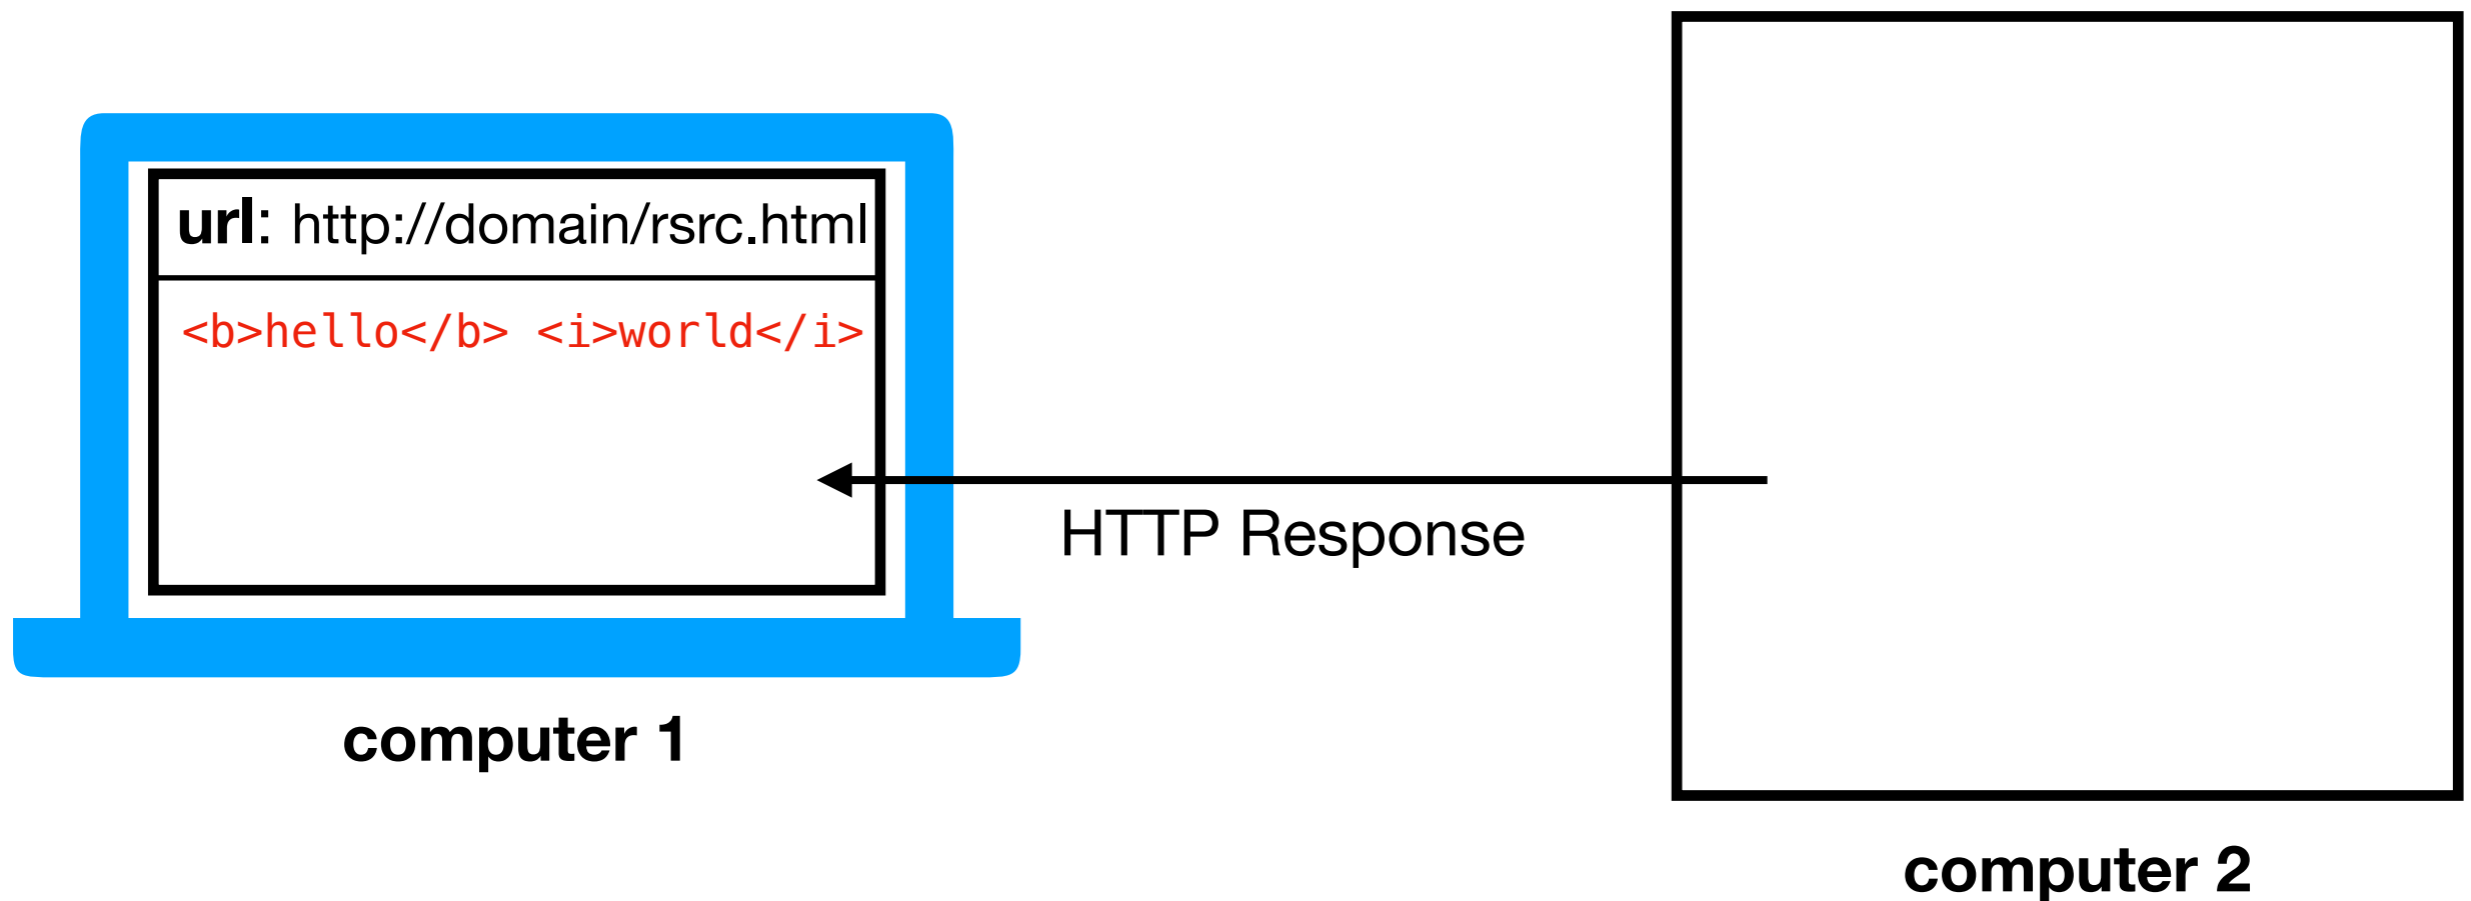 url: http://domain/rsrc.html
<b>hello</b> <i>world</i>
HTTP Response
computer 1
computer 2